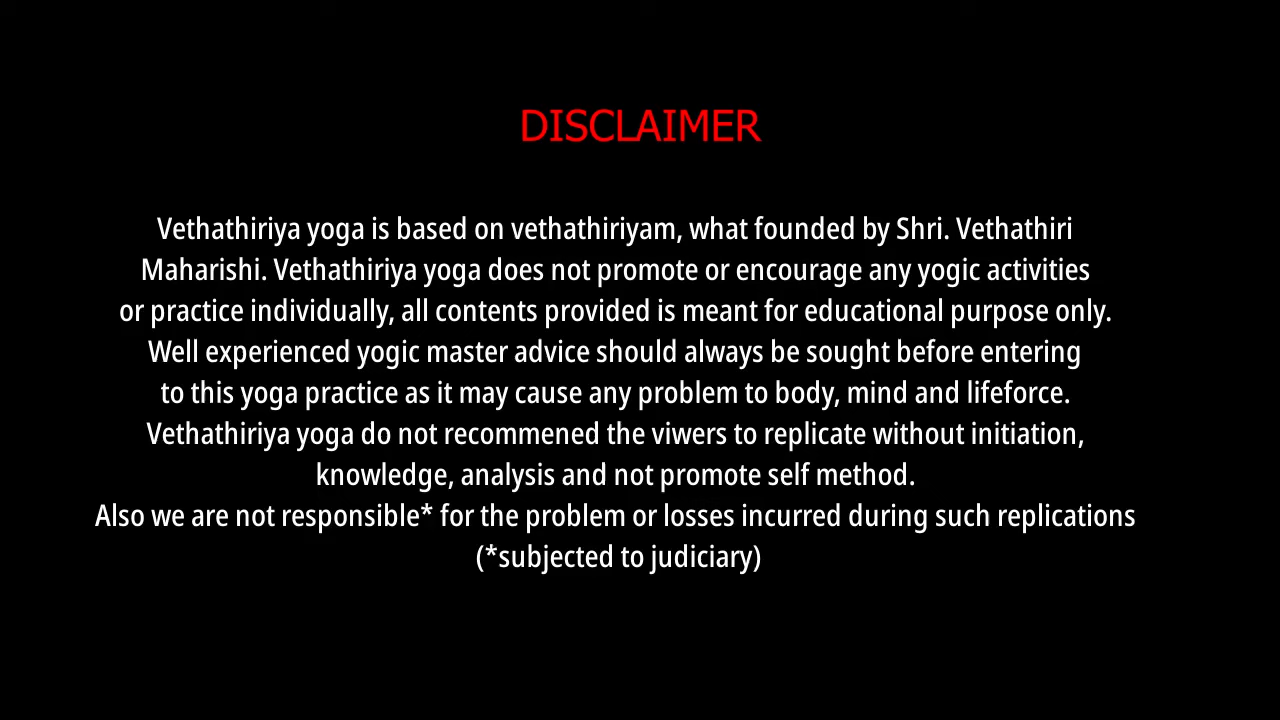 DISCLAIMER
Vethathiriya yoga is based on vethathiriyam, what founded by Shri. Vethathiri
Maharishi. Vethathiriya yoga does not promote or encourage any yogic activities
or practice individually, all contents provided is meant for educational purpose only.
Well experienced yogic master advice should always be sought before entering
to this yoga practice as it may cause any problem to body, mind and lifeforce.
Vethathiriya yoga do not recommened the viwers to replicate without initiation,
knowledge, analysis and not promote self method.
Also we are not responsible* for the problem or losses incurred during such replications
(*subjected to judiciary)